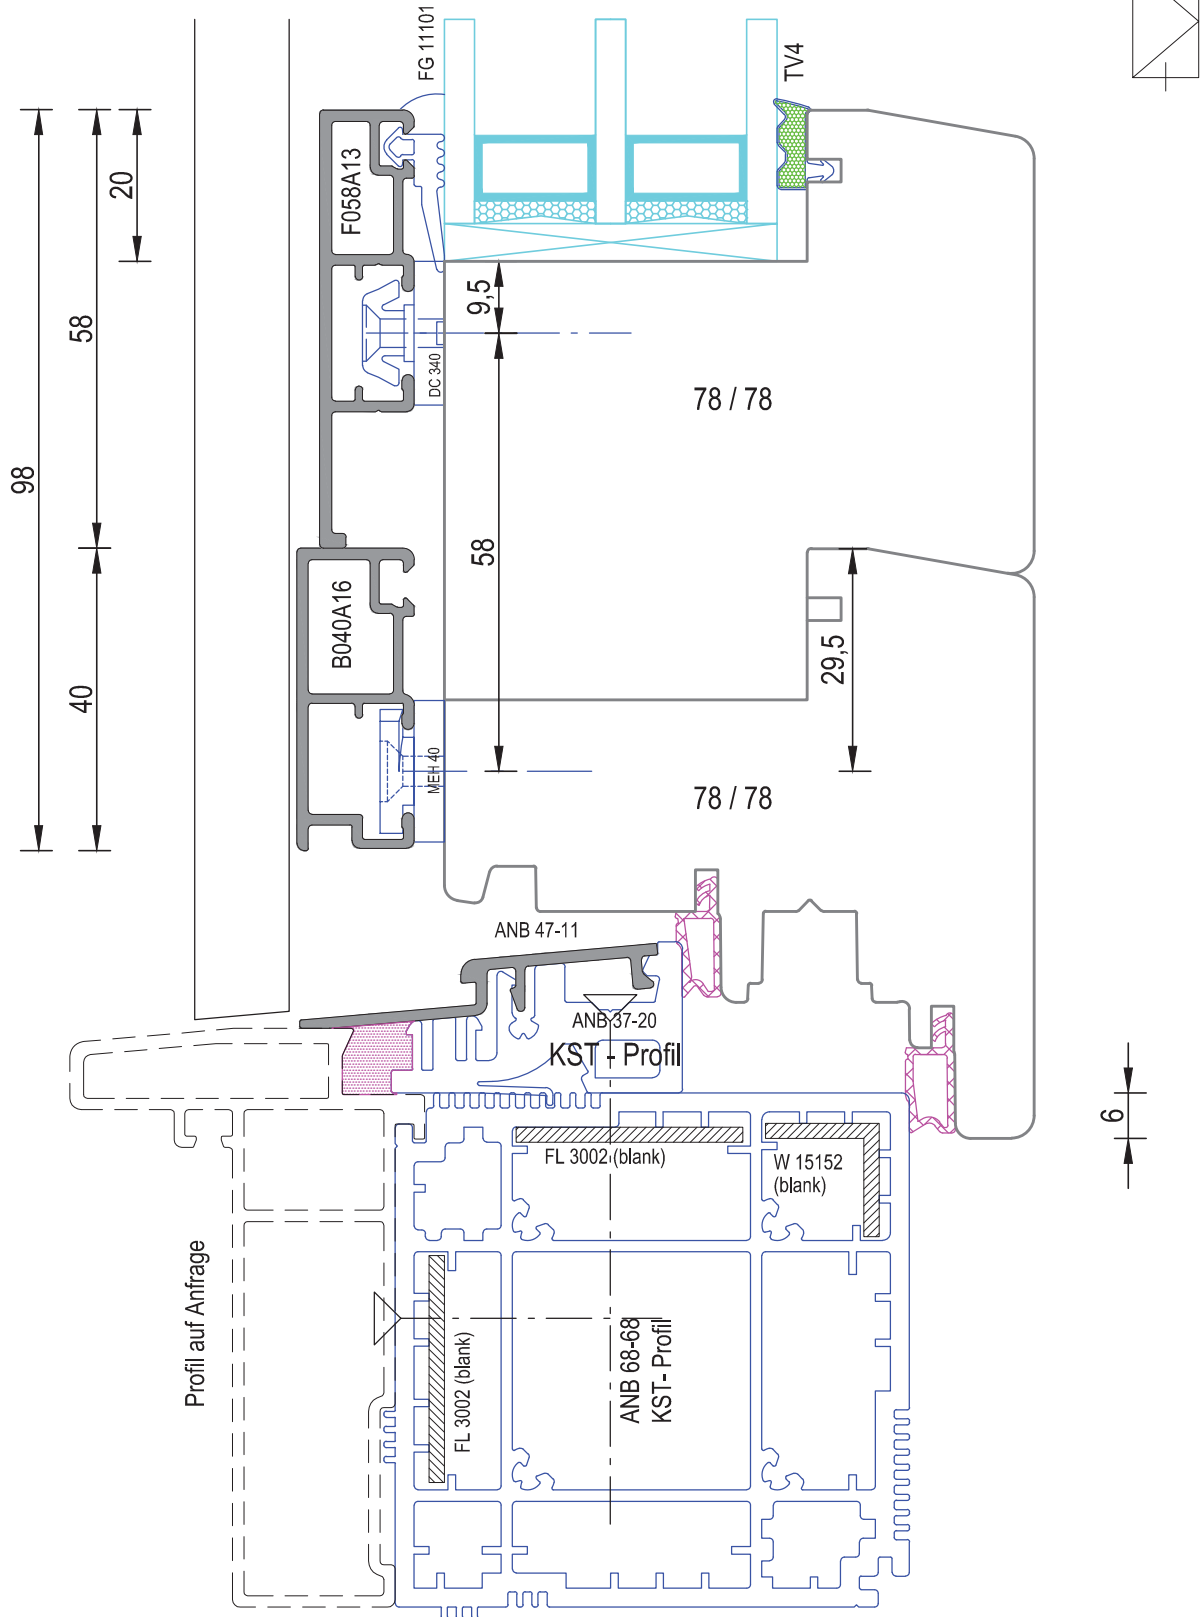 FG 11101
TV4
20
F058A13
58
9,5
DC 340
78 / 78
98
58
B040A16
29,5
40
MEH 40
78 / 78
ANB 47-11
ANB 37-20
KST - Profil
6
FL 3002 (blank)
W 15152
(blank)
Profil auf Anfrage
FL 3002 (blank)
ANB 68-68
KST- Profil